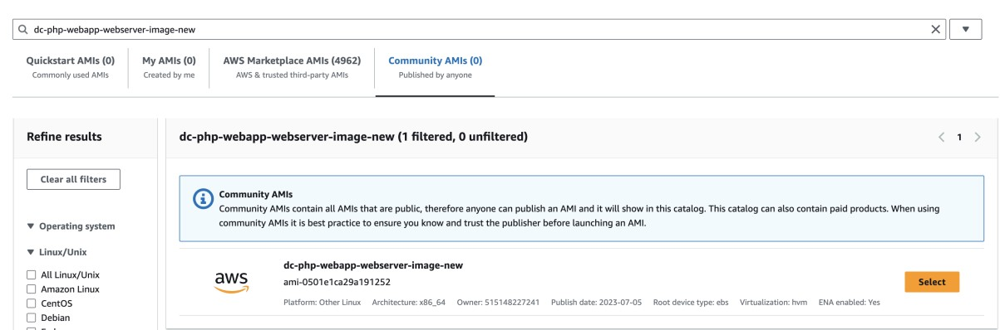 dc-php-webapp-webserver-image-new
Quickstart AMIs (0)
Commonly used AMIs
My AMIs (0)
Created by me
AWS Marketplace AMIs (4962)
AWS & trusted third-party AMIs
Community AMIs (0)
Published by anyone
Refine results
Clear all filters
Operating system
Linux/Unix
All Linux/Unix
Amazon Linux
CentOS
Debian
dc-php-webapp-webserver-image-new (1 filtered, 0 unfiltered)
1
Community AMIs
Community AMIs contain all AMIs that are public, therefore anyone can publish an AMI and it will show in this catalog. This catalog can also contain paid products. When using
community AMIs it is best practice to ensure you know and trust the publisher before launching an AMI.
aws
dc-php-webapp-webserver-image-new
ami-0501e1ca29a191252
Platform: Other Linux Architecture: x86_64 Owner: 515148227241 Publish date: 2023-07-05 Root device type: ebs Virtualization: hvm ENA enabled: Yes
Select